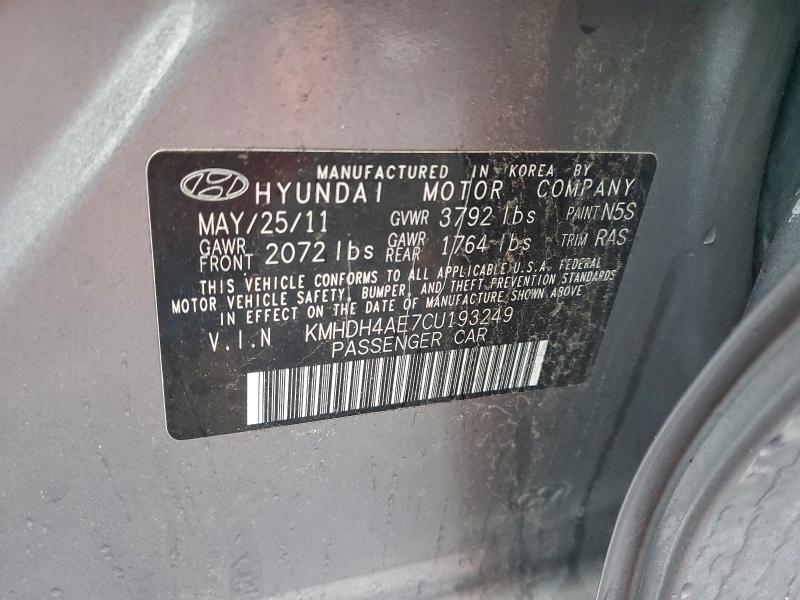 MANUFACTURED IN KOREA BY
HYUNDAI MOTOR COMPANY
MAY/25/11 GVWR 3792 lbs PAINT N5S
GAWR FRONT 2072 lbs GAWR REAR 1764 lbs TRIM RAS
THIS VEHICLE CONFORMS TO ALL APPLICABLE U.S.A. FEDERAL
MOTOR VEHICLE SAFETY, BUMPER, AND THEFT PREVENTION STANDARDS
IN EFFECT ON THE DATE OF MANUFACTURE SHOWN ABOVE
V.I.N KMHDH4AE7CU193249
PASSENGER CAR